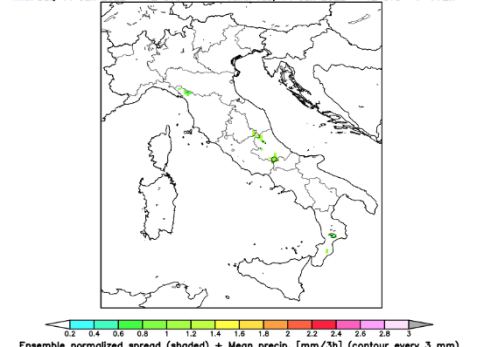 0.2 0.4 0.6 0.8 1 1.2 1.4 1.6 1.8 2 2.2 2.4 2.6 2.8 3
Ensemble normalized spread (shaded) + Mean precip. [mm/3h] (contour every 3 mm)